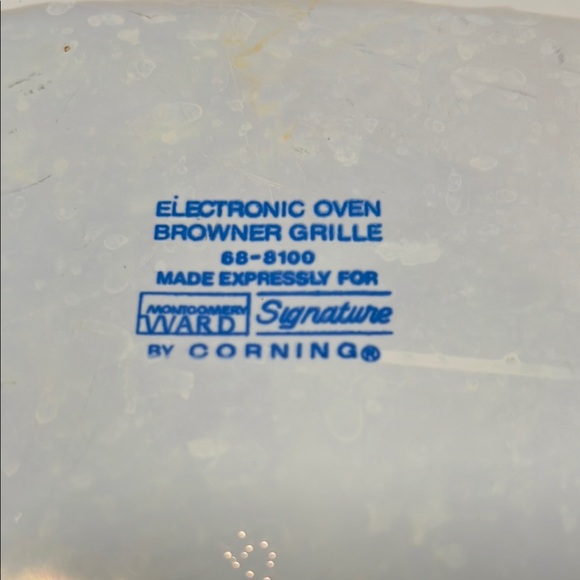 ELECTRONIC OVEN
BROWNER GRILLE
68-8100
MADE EXPRESSLY FOR
MONTGOMERY
WARD Signature
BY CORNING®